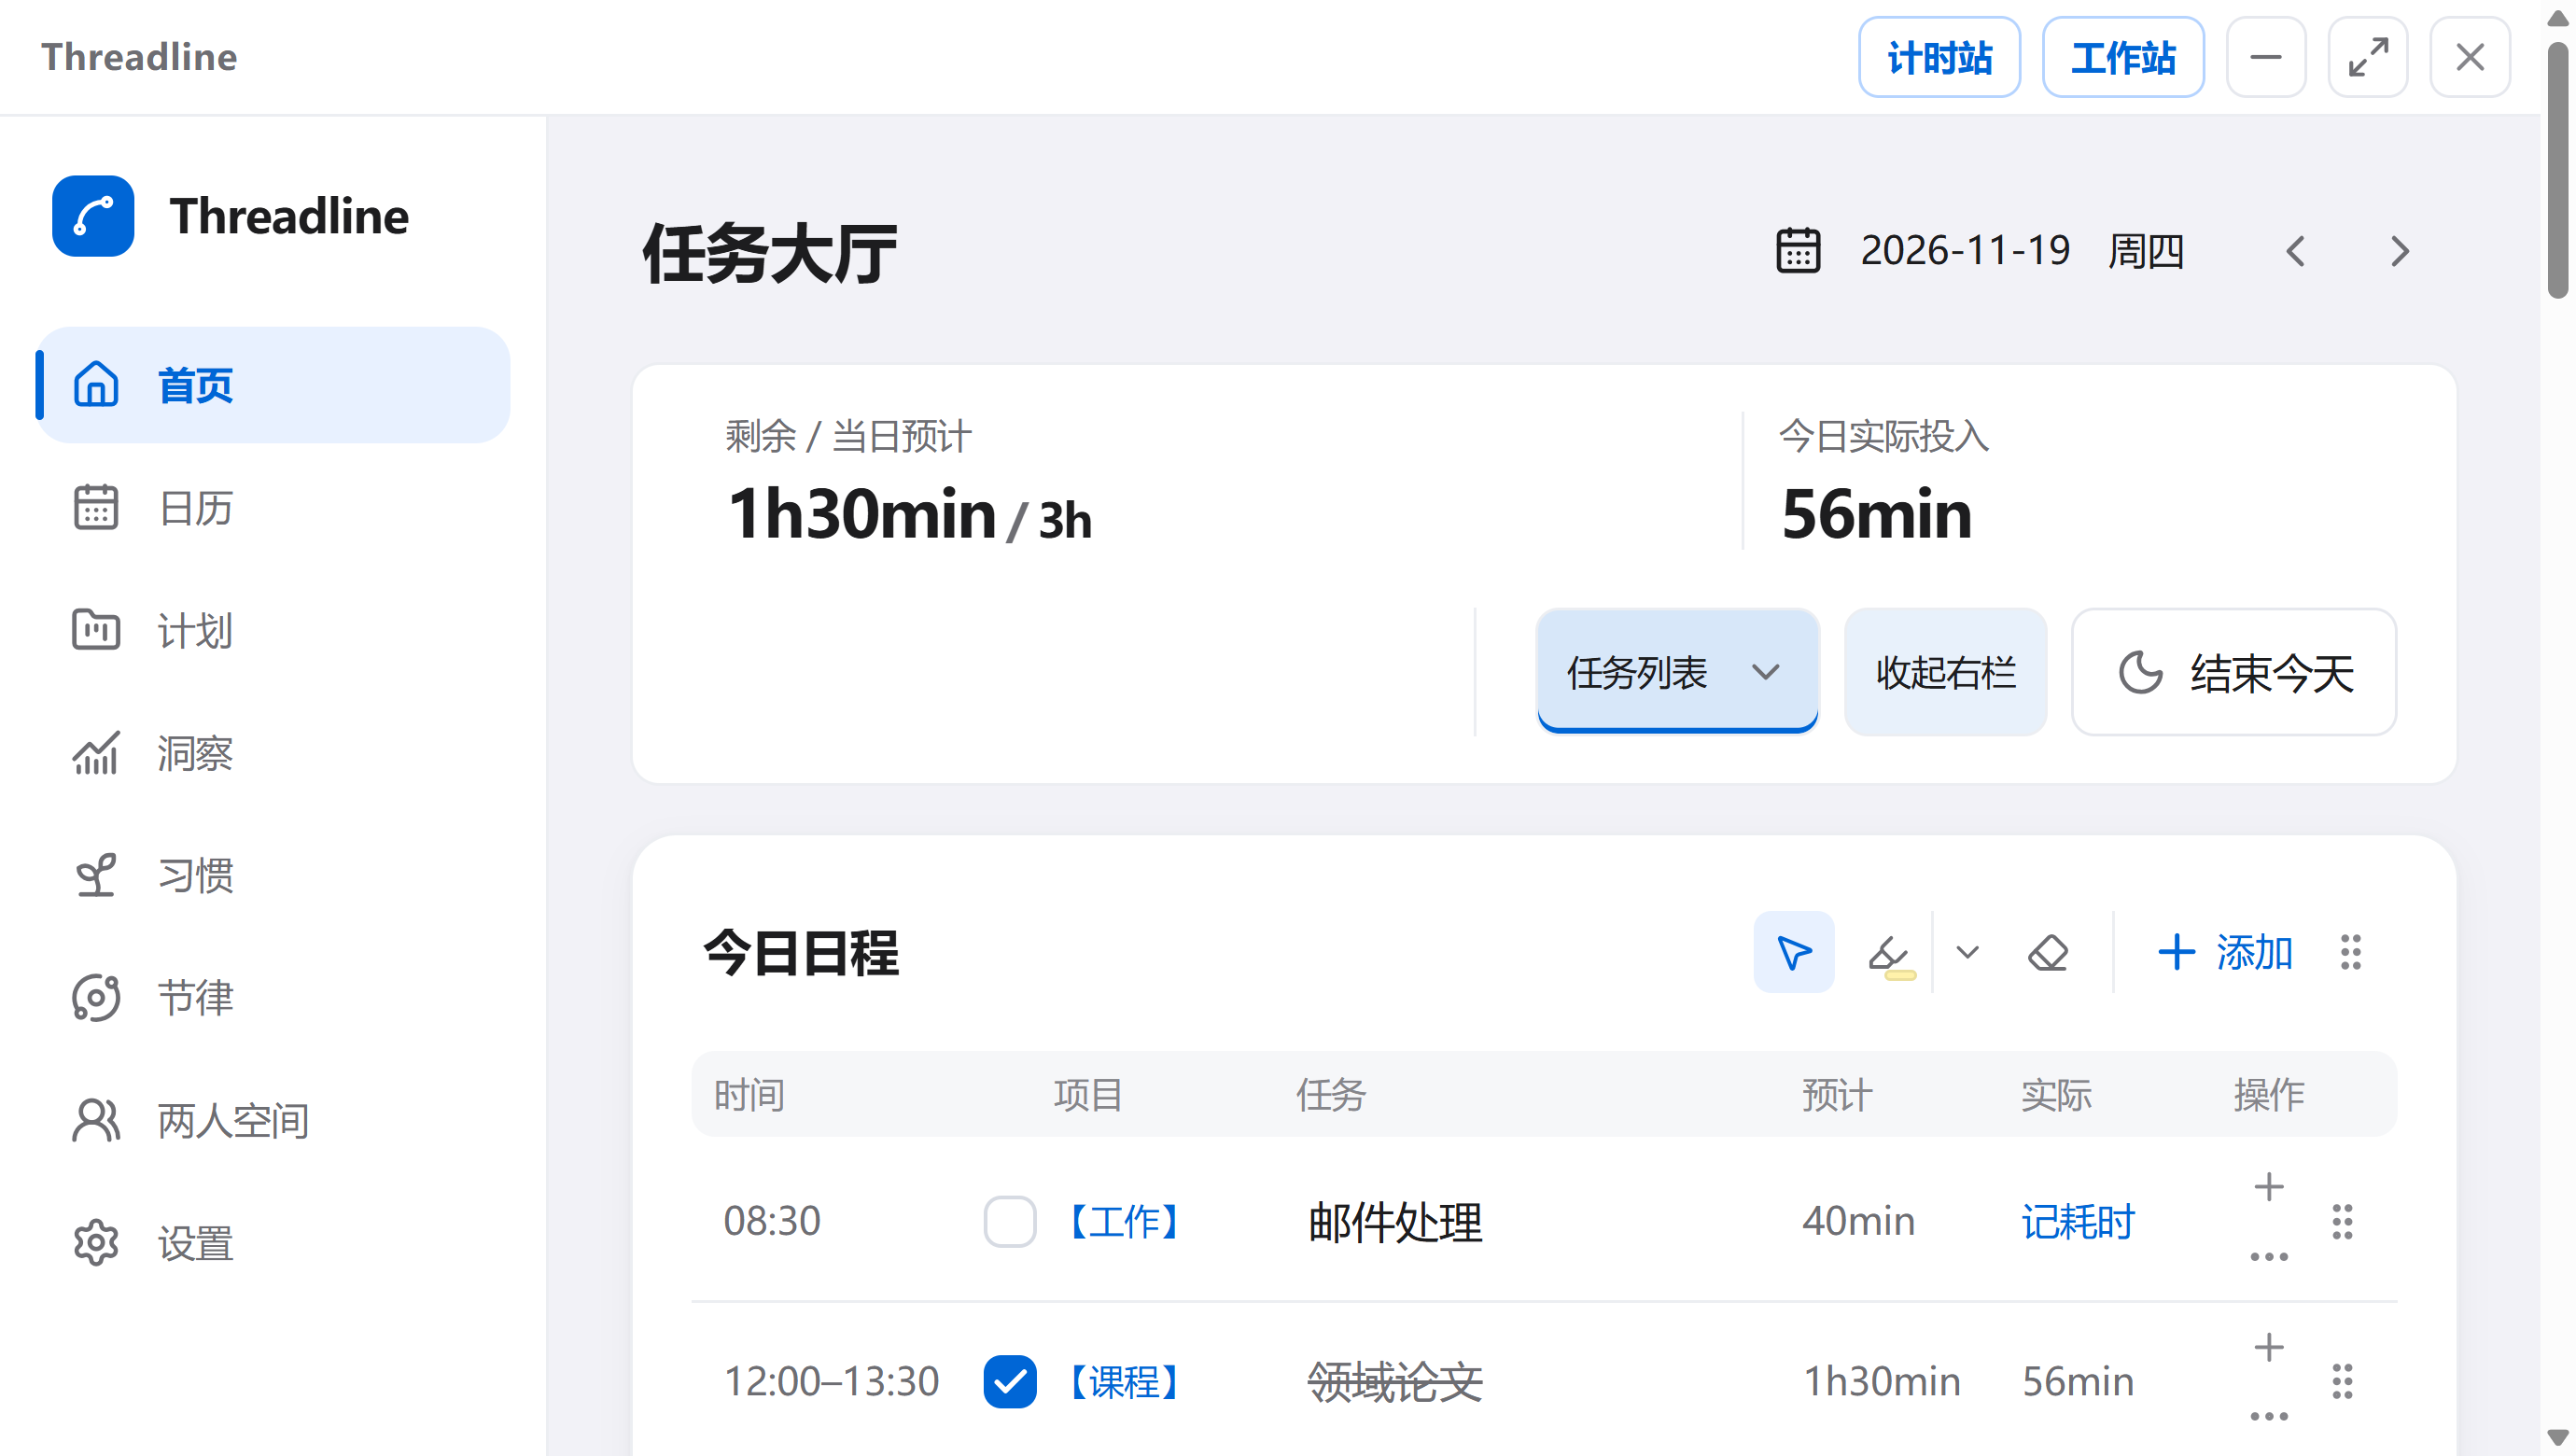 Threadline
计时站
工作站
Threadline
首页
日历
计划
洞察
习惯
节律
两人空间
设置
任务大厅
2026-11-19 周四
剩余 / 当日预计
1h30min / 3h
今日实际投入
56min
任务列表
收起右栏
结束今天
今日日程
添加
时间 项目 任务 预计 实际 操作
08:30 【工作】 邮件处理 40min 记耗时
12:00–13:30 【课程】 领域论文 1h30min 56min